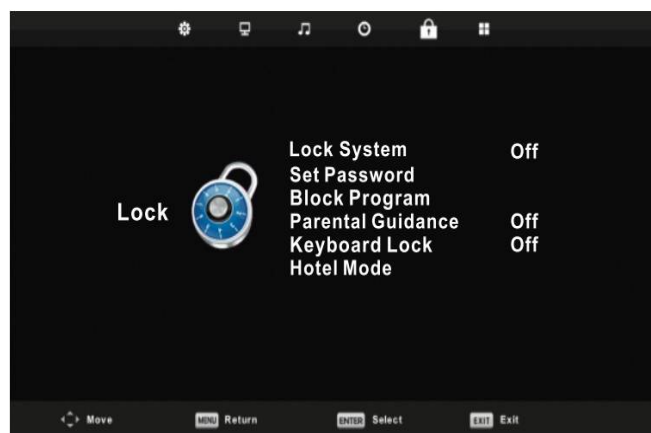 Lock
Lock System Off
Set Password
Block Program
Parental Guidance Off
Keyboard Lock Off
Hotel Mode
Move MENU Return ENTER Select EXIT Exit